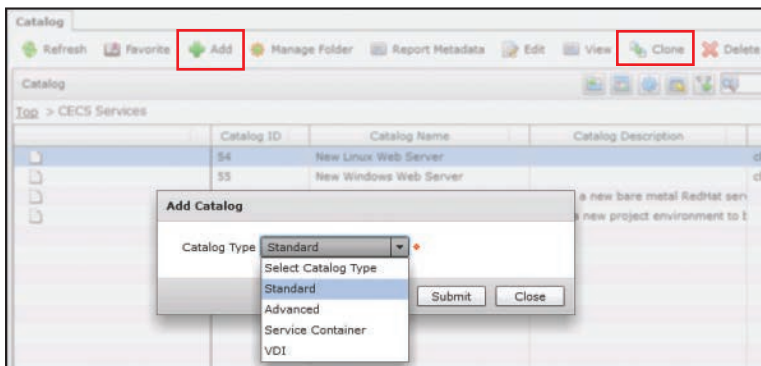 Catalog
Refresh Favorite Add Manage Folder Report Metadata Edit View Clone Delete
Catalog
Top > CECS Services
Catalog ID Catalog Name Catalog Description
54 New Linux Web Server
55 New Windows Web Server
a new bare metal RedHat serv
a new project environment to b
Add Catalog
Catalog Type Standard
Select Catalog Type
Standard
Advanced
Service Container
VDI
Submit Close